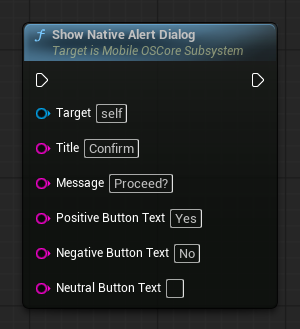 f Show Native Alert Dialog
Target is Mobile OSCore Subsystem
Target self
Title Confirm
Message Proceed?
Positive Button Text Yes
Negative Button Text No
Neutral Button Text